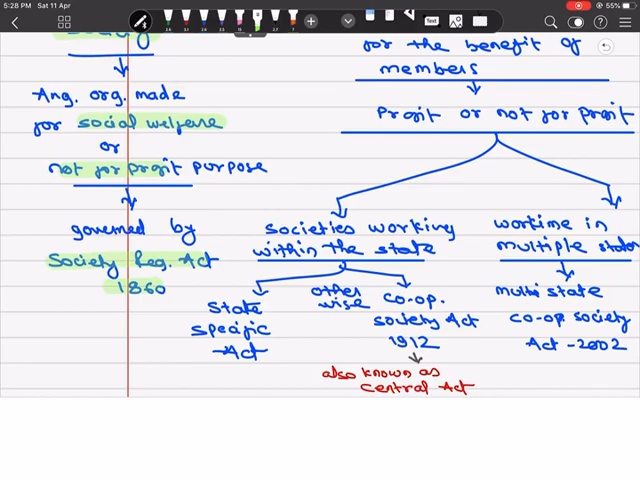 5:28 PM Sat 11 Apr
55%
Society
Any. org. made
for social welfare
or
not for profit purpose
governed by
Society Reg. Act
1860
for the benefit of
members
Profit or not for profit
societies working
within the state
State
specific
Act
other
wise
co-op.
society Act
1912
also known as
Central Act
working in
multiple states
multi state
co-op society
Act - 2002